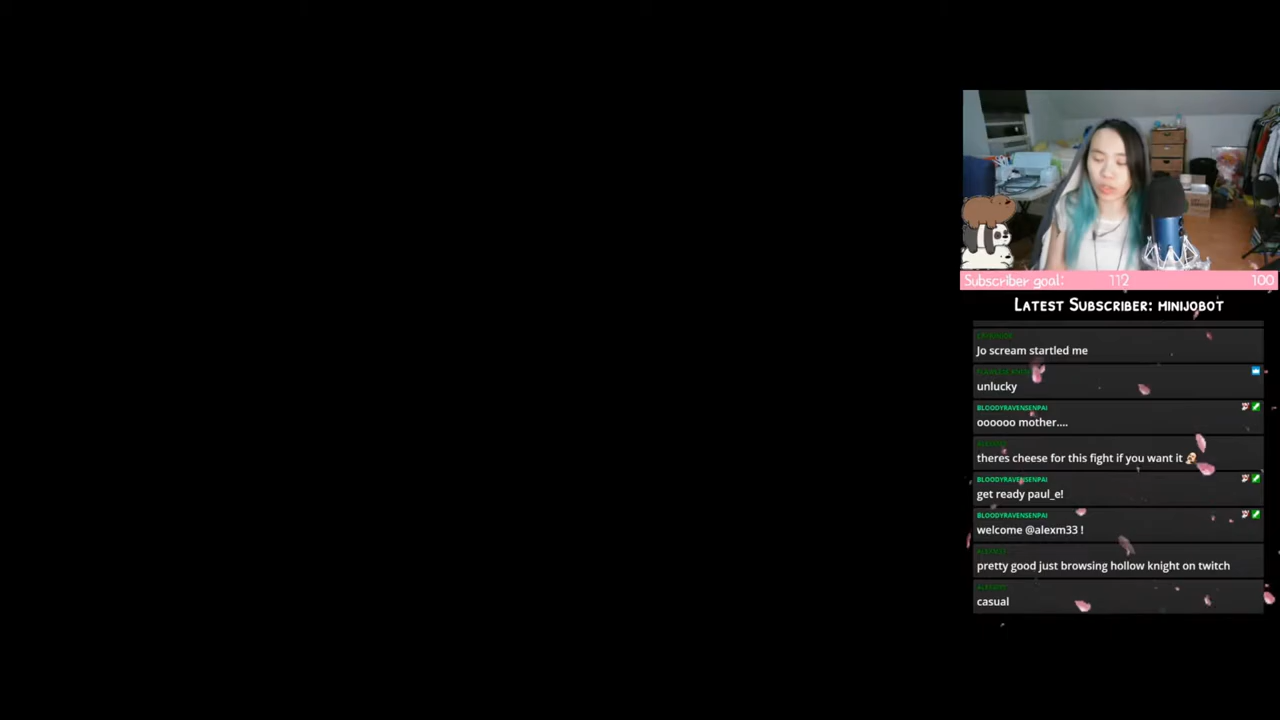 Subscriber goal: 112 100
Latest Subscriber: minijobot
Jo scream startled me
unlucky
BLOODYRAVENSENPAI
oooooo mother....
theres cheese for this fight if you want it
BLOODYRAVENSENPAI
get ready paul_e!
BLOODYRAVENSENPAI
welcome @alexm33 !
pretty good just browsing hollow knight on twitch
casual